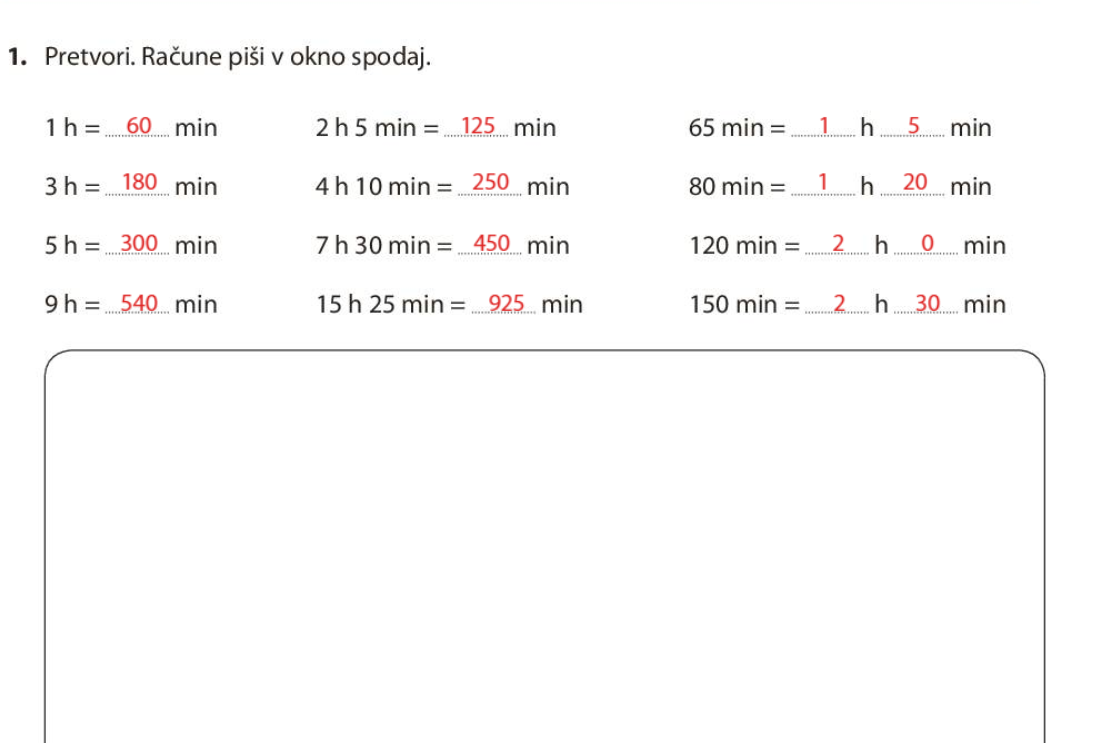 1. Pretvori. Račune piši v okno spodaj.
1 h = 60 min 2 h 5 min = 125 min 65 min = 1 h 5 min
3 h = 180 min 4 h 10 min = 250 min 80 min = 1 h 20 min
5 h = 300 min 7 h 30 min = 450 min 120 min = 2 h 0 min
9 h = 540 min 15 h 25 min = 925 min 150 min = 2 h 30 min